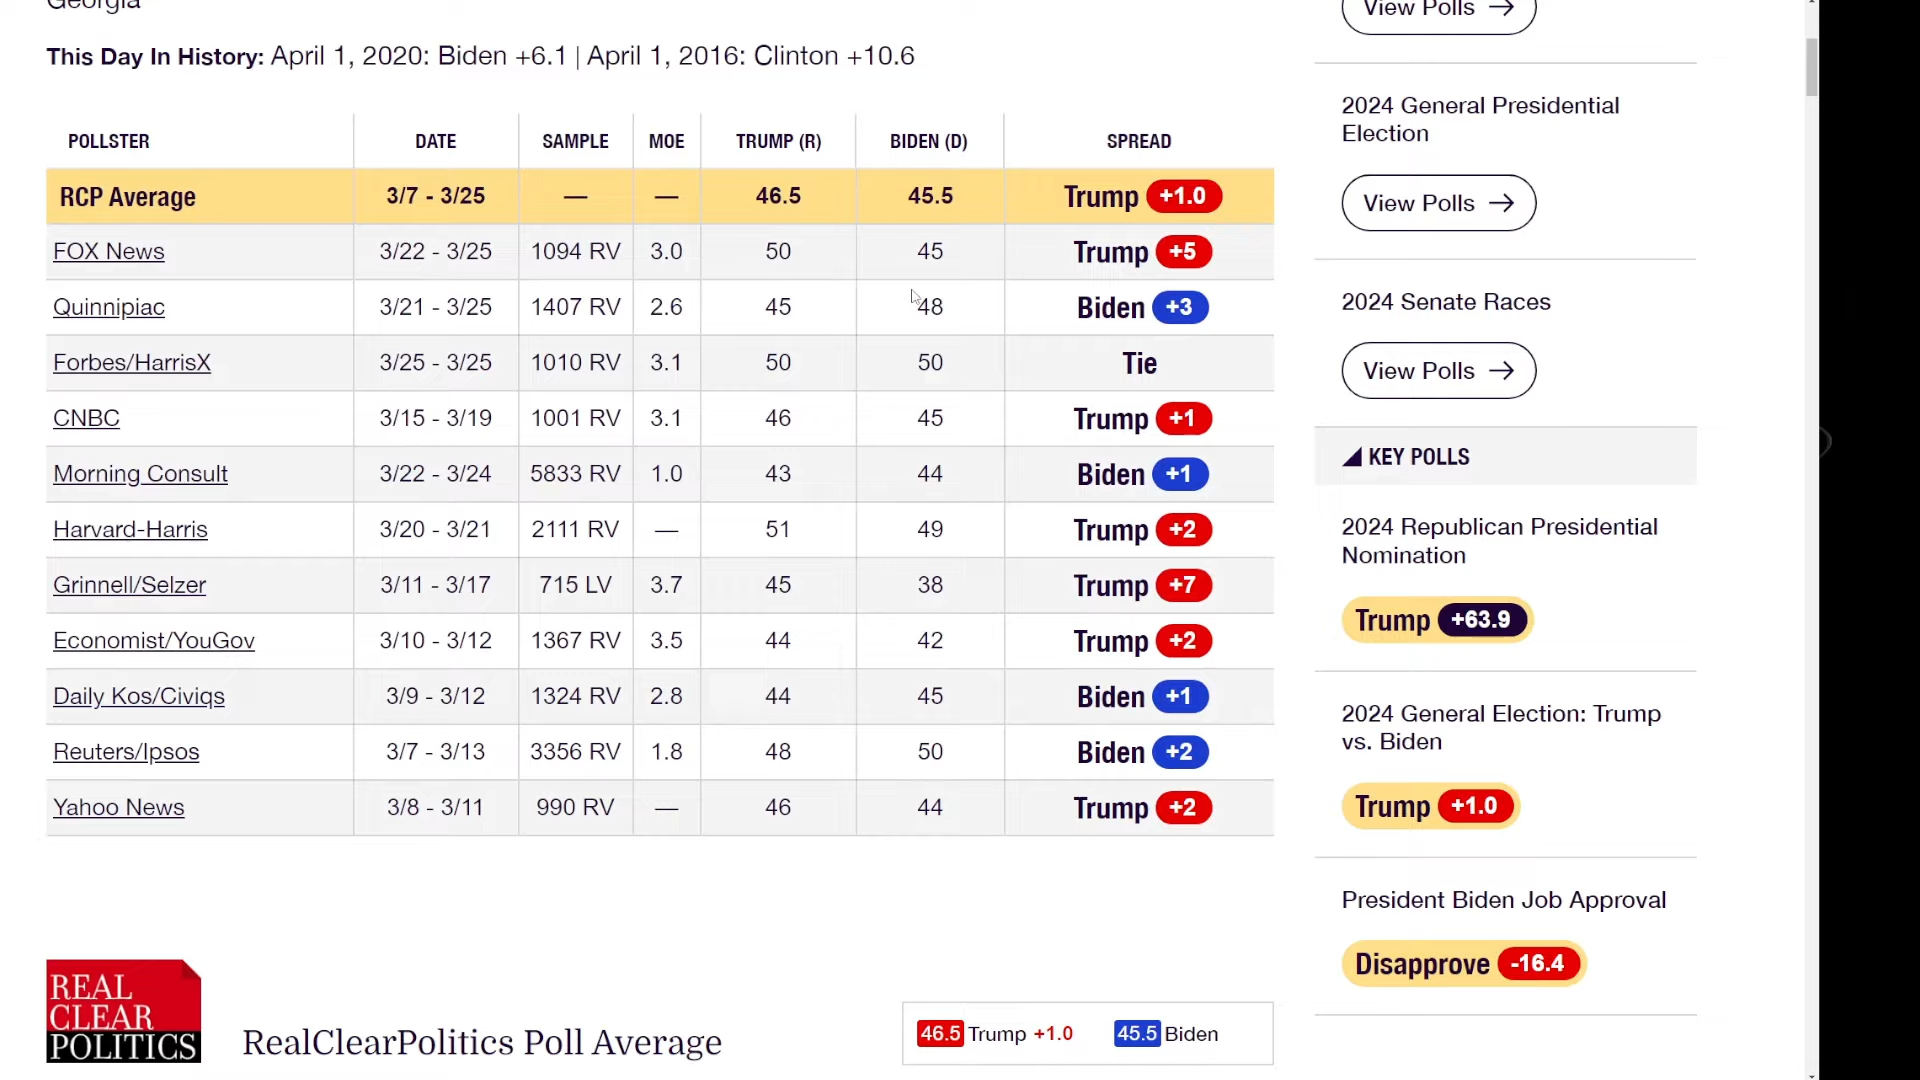 Georgia
This Day In History: April 1, 2020: Biden +6.1 | April 1, 2016: Clinton +10.6
POLLSTER DATE SAMPLE MOE TRUMP (R) BIDEN (D) SPREAD
RCP Average 3/7 - 3/25 — — 46.5 45.5 Trump +1.0
FOX News 3/22 - 3/25 1094 RV 3.0 50 45 Trump +5
Quinnipiac 3/21 - 3/25 1407 RV 2.6 45 48 Biden +3
Forbes/HarrisX 3/25 - 3/25 1010 RV 3.1 50 50 Tie
CNBC 3/15 - 3/19 1001 RV 3.1 46 45 Trump +1
Morning Consult 3/22 - 3/24 5833 RV 1.0 43 44 Biden +1
Harvard-Harris 3/20 - 3/21 2111 RV — 51 49 Trump +2
Grinnell/Selzer 3/11 - 3/17 715 LV 3.7 45 38 Trump +7
Economist/YouGov 3/10 - 3/12 1367 RV 3.5 44 42 Trump +2
Daily Kos/Civiqs 3/9 - 3/12 1324 RV 2.8 44 45 Biden +1
Reuters/Ipsos 3/7 - 3/13 3356 RV 1.8 48 50 Biden +2
Yahoo News 3/8 - 3/11 990 RV — 46 44 Trump +2
REAL
CLEAR
POLITICS
RealClearPolitics Poll Average
46.5 Trump +1.0 45.5 Biden
View Polls →
2024 General Presidential
Election
View Polls →
2024 Senate Races
View Polls →
KEY POLLS
2024 Republican Presidential
Nomination
Trump +63.9
2024 General Election: Trump
vs. Biden
Trump +1.0
President Biden Job Approval
Disapprove -16.4